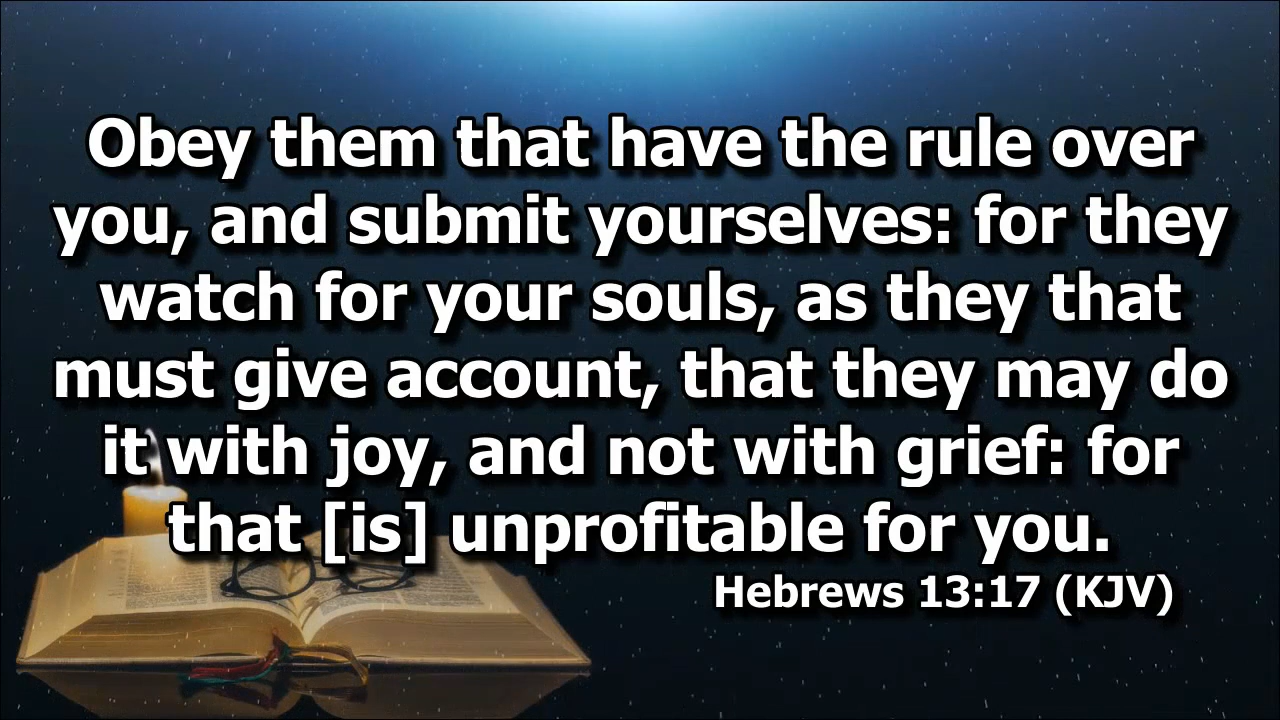 Obey them that have the rule over
you, and submit yourselves: for they
watch for your souls, as they that
must give account, that they may do
it with joy, and not with grief: for
that [is] unprofitable for you.
Hebrews 13:17 (KJV)